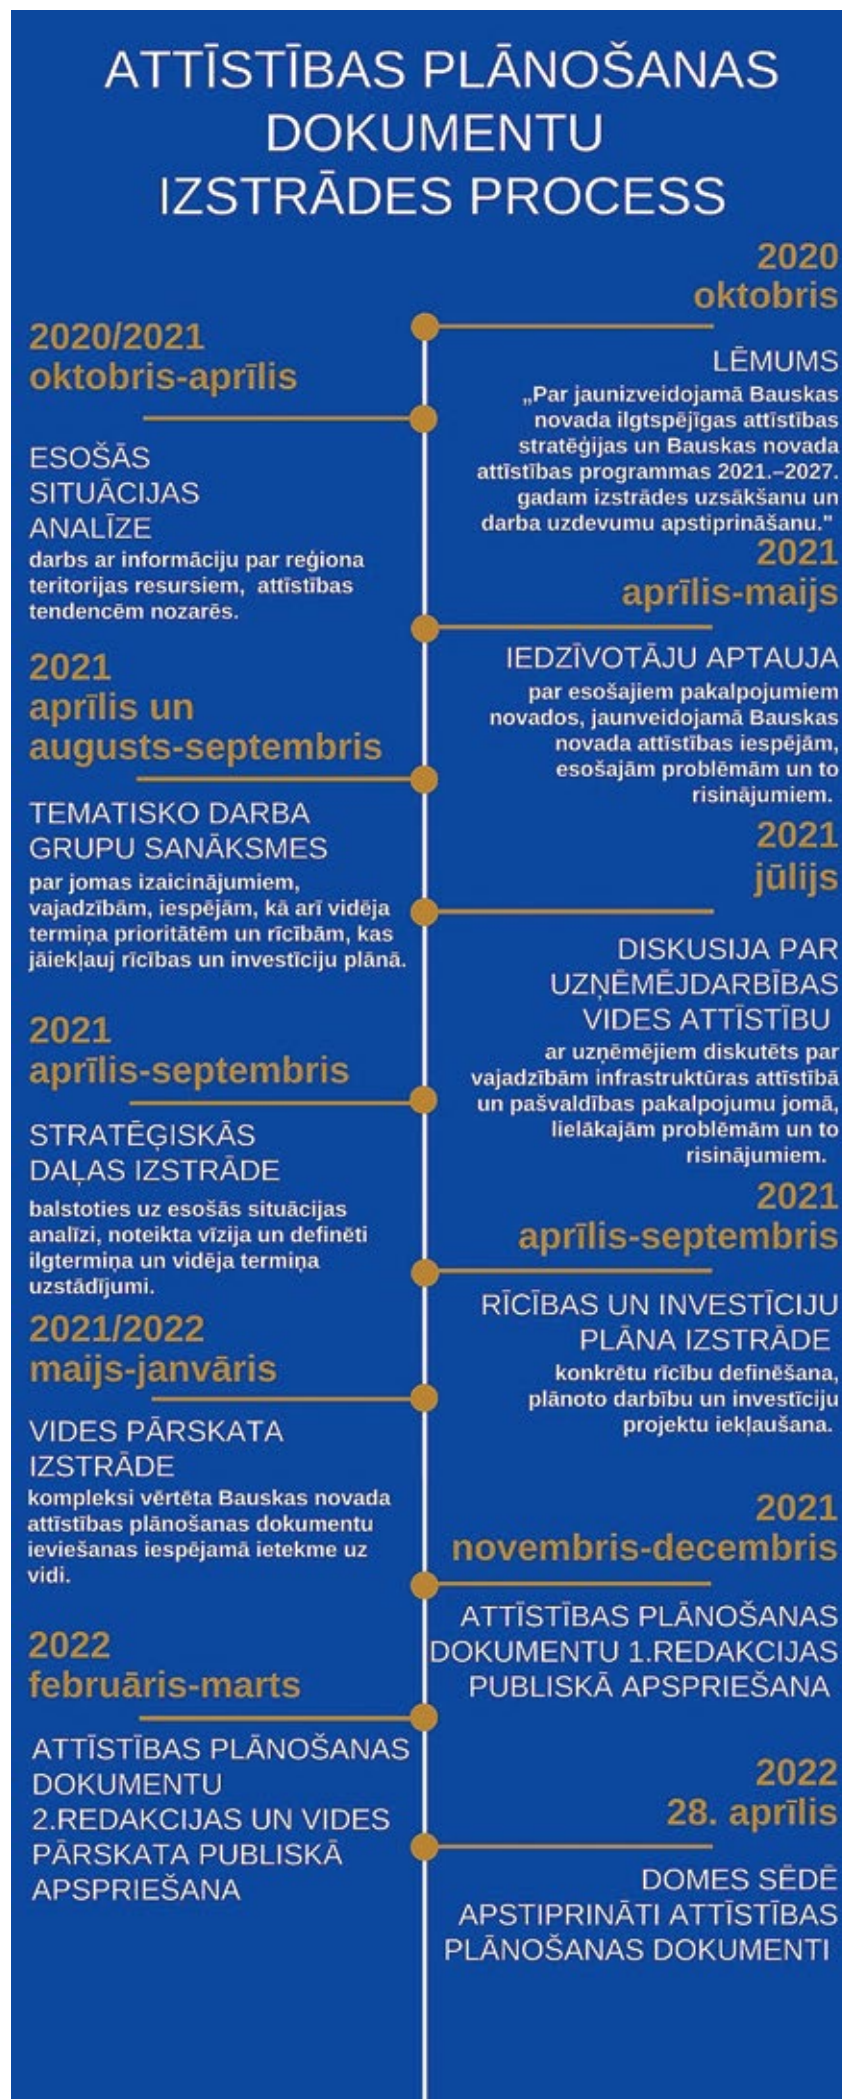 ATTĪSTĪBAS PLĀNOŠANAS
DOKUMENTU
IZSTRĀDES PROCESS
2020
oktobris
LĒMUMS
„Par jaunizveidojamā Bauskas
novada ilgtspējīgas attīstības
stratēģijas un Bauskas novada
attīstības programmas 2021.–2027.
gadam izstrādes uzsākšanu un
darba uzdevumu apstiprināšanu."
2020/2021
oktobris-aprīlis
ESOŠĀS
SITUĀCIJAS
ANALĪZE
darbs ar informāciju par reģiona
teritorijas resursiem, attīstības
tendencēm nozarēs.
2021
aprīlis-maijs
IEDZĪVOTĀJU APTAUJA
par esošajiem pakalpojumiem
novados, jaunveidojamā Bauskas
novada attīstības iespējām,
esošajām problēmām un to
risinājumiem.
2021
aprīlis un
augusts-septembris
TEMATISKO DARBA
GRUPU SANĀKSMES
par jomas izaicinājumiem,
vajadzībām, iespējām, kā arī vidēja
termiņa prioritātēm un rīcībām, kas
jāiekļauj rīcības un investīciju plānā.
2021
jūlijs
DISKUSIJA PAR
UZŅĒMĒJDARBĪBAS
VIDES ATTĪSTĪBU
ar uzņēmējiem diskutēts par
vajadzībām infrastruktūras attīstībā
un pašvaldības pakalpojumu jomā,
lielākajām problēmām un to
risinājumiem.
2021
aprīlis-septembris
STRATĒĢISKĀS
DAĻAS IZSTRĀDE
balstoties uz esošās situācijas
analīzi, noteikta vīzija un definēti
ilgtermiņa un vidēja termiņa
uzstādījumi.
2021
aprīlis-septembris
RĪCĪBAS UN INVESTĪCIJU
PLĀNA IZSTRĀDE
konkrētu rīcību definēšana,
plānoto darbību un investīciju
projektu iekļaušana.
2021/2022
maijs-janvāris
VIDES PĀRSKATA
IZSTRĀDE
kompleksi vērtēta Bauskas novada
attīstības plānošanas dokumentu
ieviešanas iespējamā ietekme uz
vidi.
2021
novembris-decembris
ATTĪSTĪBAS PLĀNOŠANAS
DOKUMENTU 1.REDAKCIJAS
PUBLISKĀ APSPRIEŠANA
2022
februāris-marts
ATTĪSTĪBAS PLĀNOŠANAS
DOKUMENTU
2.REDAKCIJAS UN VIDES
PĀRSKATA PUBLISKĀ
APSPRIEŠANA
2022
28. aprīlis
DOMES SĒDĒ
APSTIPRINĀTI ATTĪSTĪBAS
PLĀNOŠANAS DOKUMENTI